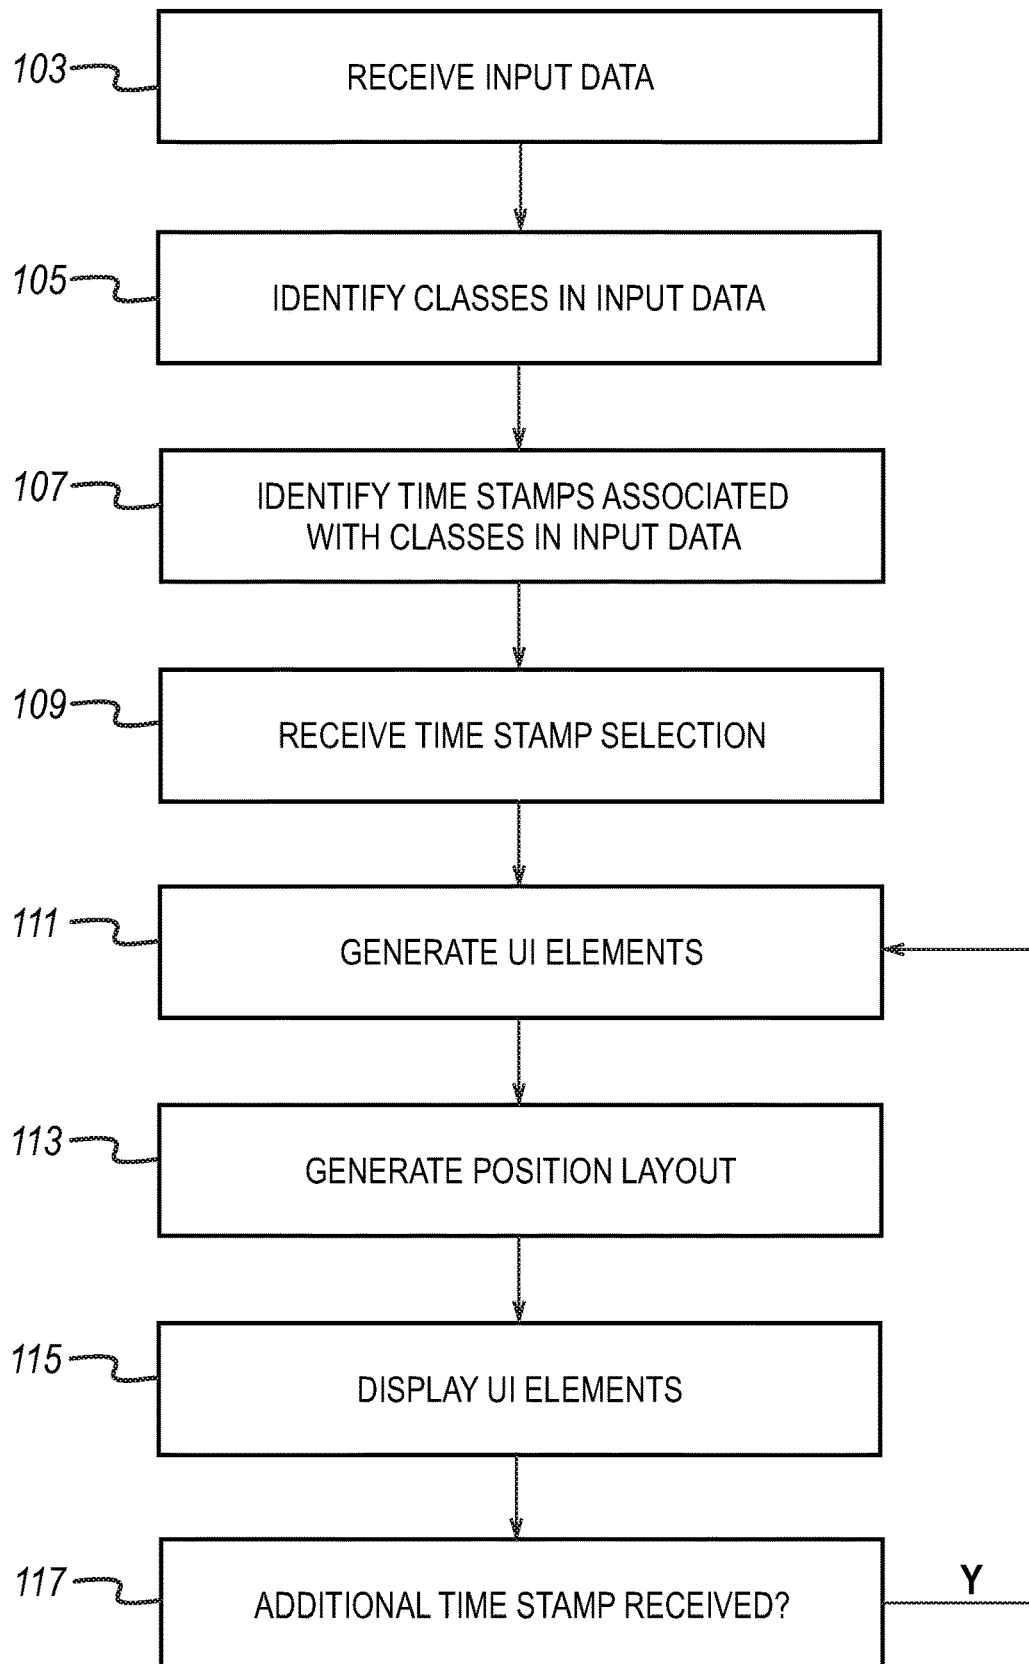 103
RECEIVE INPUT DATA
105
IDENTIFY CLASSES IN INPUT DATA
107
IDENTIFY TIME STAMPS ASSOCIATED
WITH CLASSES IN INPUT DATA
109
RECEIVE TIME STAMP SELECTION
111
GENERATE UI ELEMENTS
113
GENERATE POSITION LAYOUT
115
DISPLAY UI ELEMENTS
117
ADDITIONAL TIME STAMP RECEIVED?
Y